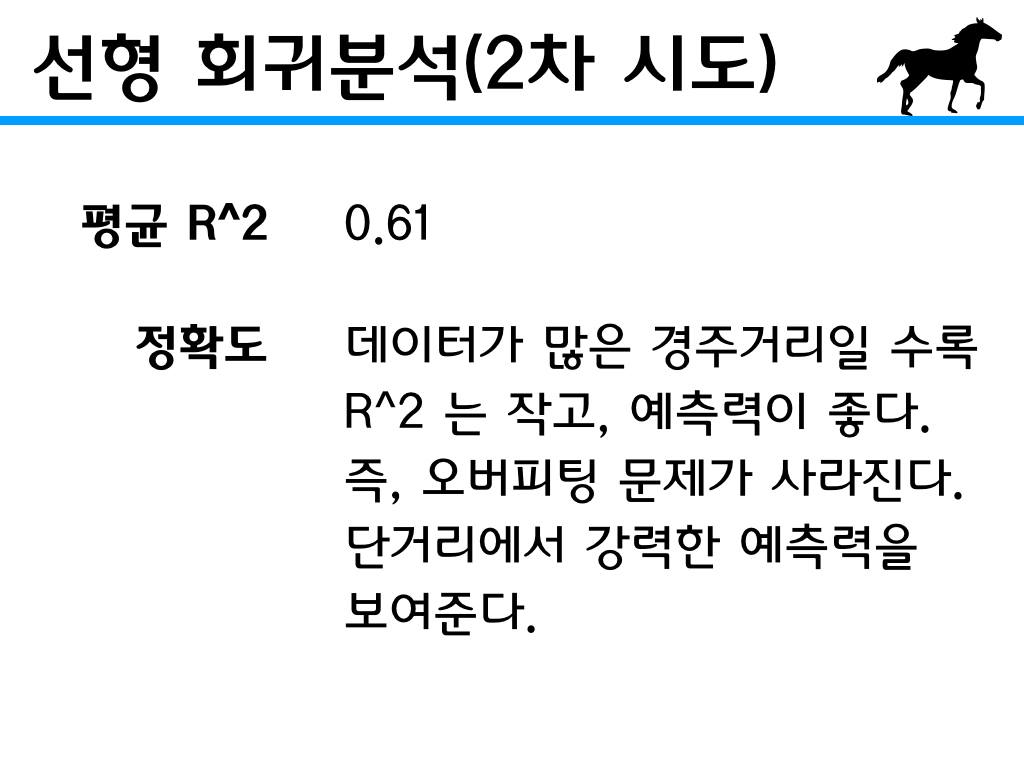 선형 회귀분석(2차 시도)
평균 R^2 0.61
정확도 데이터가 많은 경주거리일 수록
R^2 는 작고, 예측력이 좋다.
즉, 오버피팅 문제가 사라진다.
단거리에서 강력한 예측력을
보여준다.